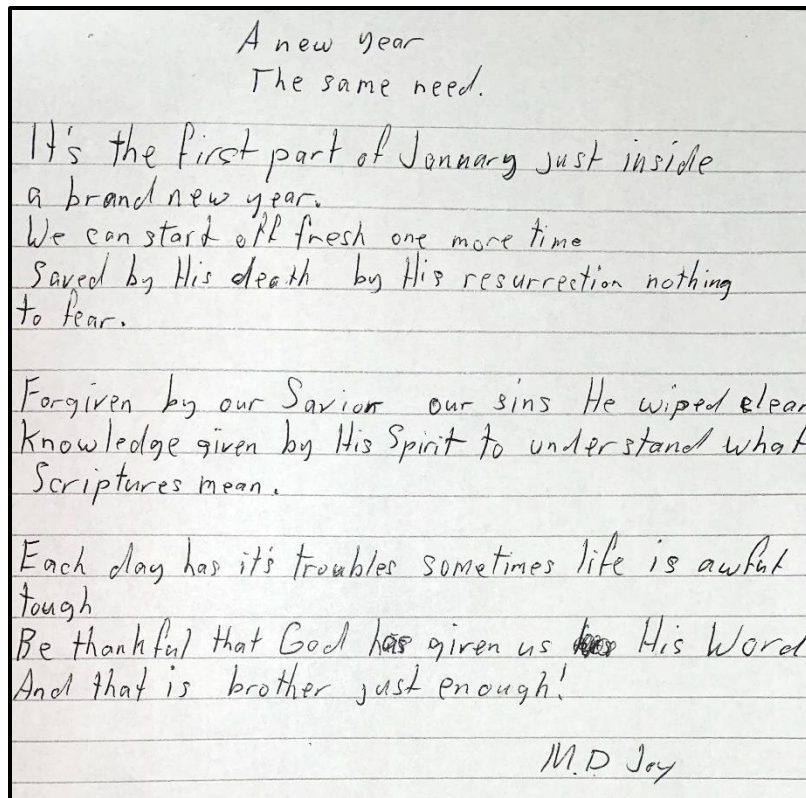 A new year
The same need.
It's the first part of January just inside
a brand new year.
We can start off fresh one more time
Saved by His death by His resurrection nothing
to fear.
Forgiven by our Savior our sins He wiped clean
Knowledge given by His Spirit to understand what
Scriptures mean.
Each day has it's troubles sometimes life is awful
tough
Be thankful that God has given us His Word
And that is brother just enough!
M.D Joy